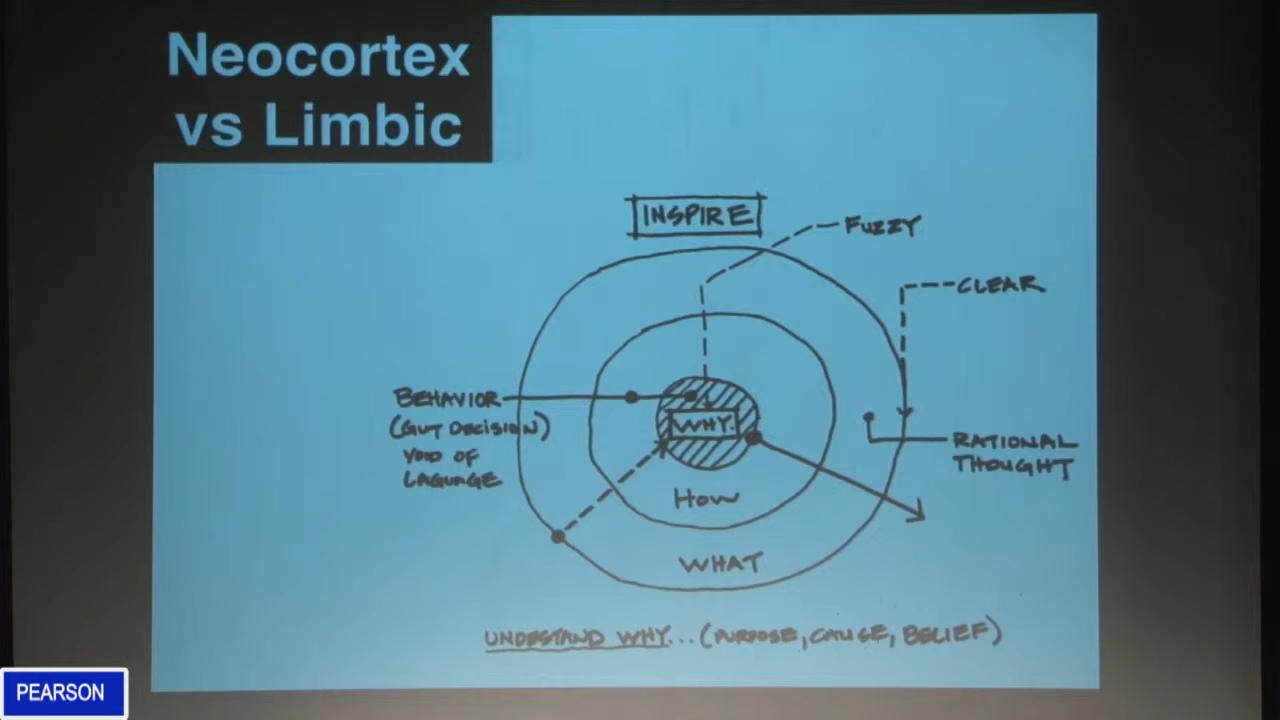 Neocortex
vs Limbic
INSPIRE
FUZZY
CLEAR
BEHAVIOR
(GUT DECISION)
VOID OF
LAGUAGE
WHY
RATIONAL
THOUGHT
HOW
WHAT
UNDESTAND WHY... (PURPOSE, CAUSE, BELIEF)
PEARSON